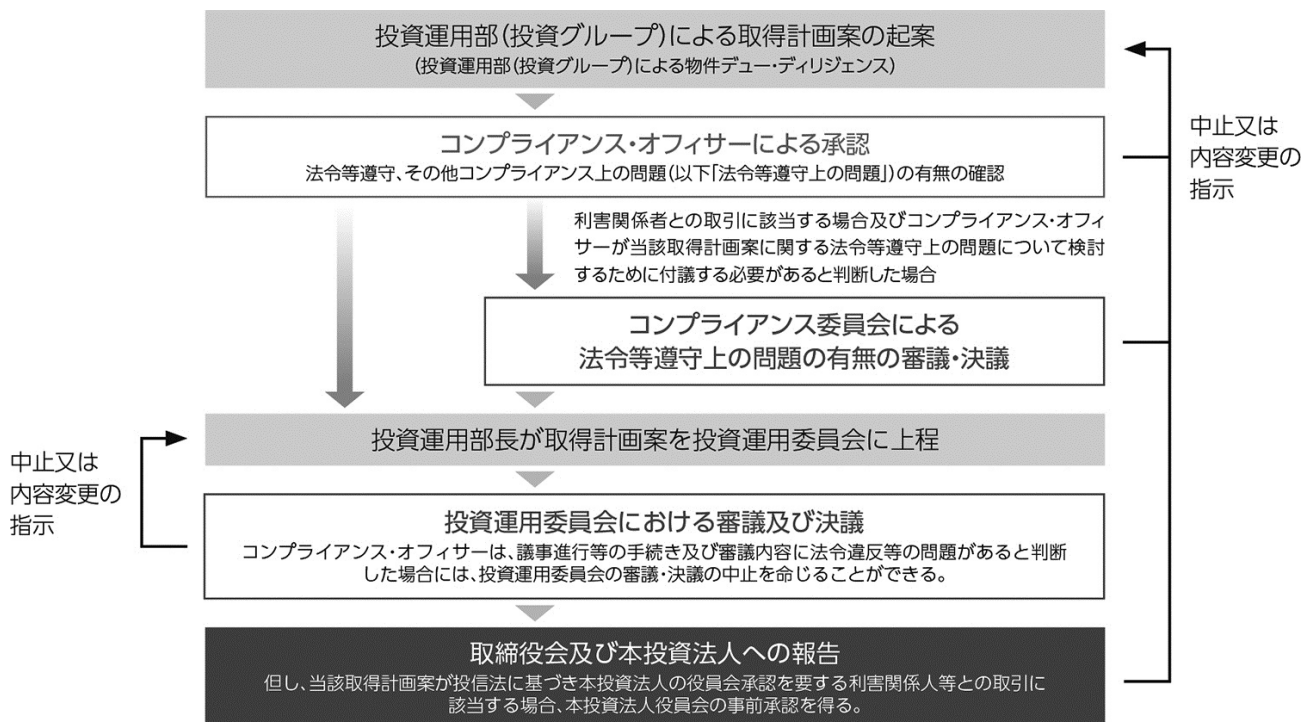 投資運用部(投資グループ)による取得計画案の起案
(投資運用部(投資グループ)による物件デュー・ディリジェンス)
コンプライアンス・オフィサーによる承認
法令等遵守、その他コンプライアンス上の問題(以下「法令等遵守上の問題」)の有無の確認
中止又は
内容変更の
指示
利害関係者との取引に該当する場合及びコンプライアンス・オフィ
サーが当該取得計画案に関する法令等遵守上の問題について検討
するために付議する必要があると判断した場合
コンプライアンス委員会による
法令等遵守上の問題の有無の審議・決議
投資運用部長が取得計画案を投資運用委員会に上程
中止又は
内容変更の
指示
投資運用委員会における審議及び決議
コンプライアンス・オフィサーは、議事進行等の手続き及び審議内容に法令違反等の問題があると判断
した場合には、投資運用委員会の審議・決議の中止を命じることができる。
取締役会及び本投資法人への報告
但し、当該取得計画案が投信法に基づき本投資法人の役員会承認を要する利害関係人等との取引に
該当する場合、本投資法人役員会の事前承認を得る。